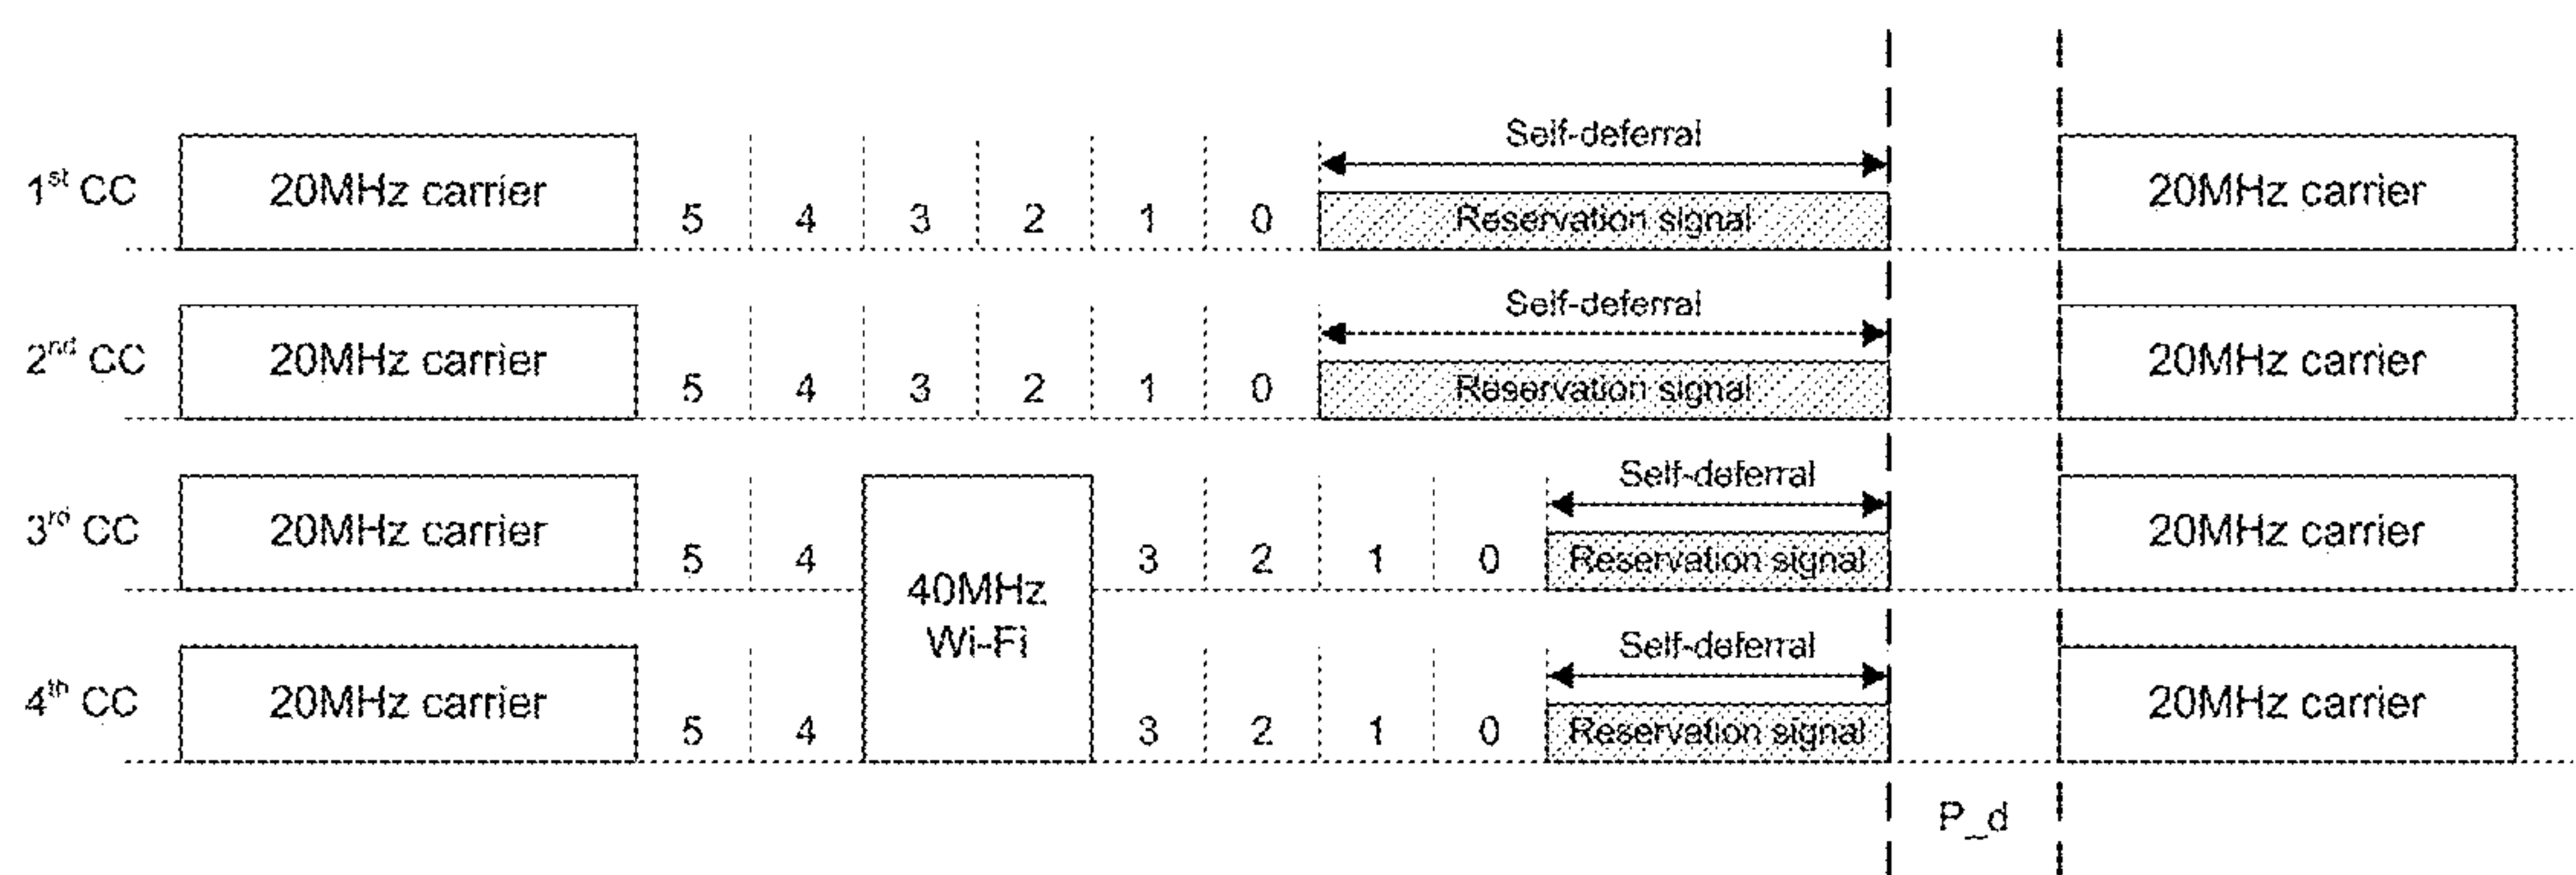 Self-deferral
1st CC 20MHz carrier 5 4 3 2 1 0 Reservation signal 20MHz carrier
Self-deferral
2nd CC 20MHz carrier 5 4 3 2 1 0 Reservation signal 20MHz carrier
Self-deferral
3rd CC 20MHz carrier 5 4 3 2 1 0 Reservation signal 20MHz carrier
40MHz
Wi-Fi
Self-deferral
4th CC 20MHz carrier 5 4 3 2 1 0 Reservation signal 20MHz carrier
P_d